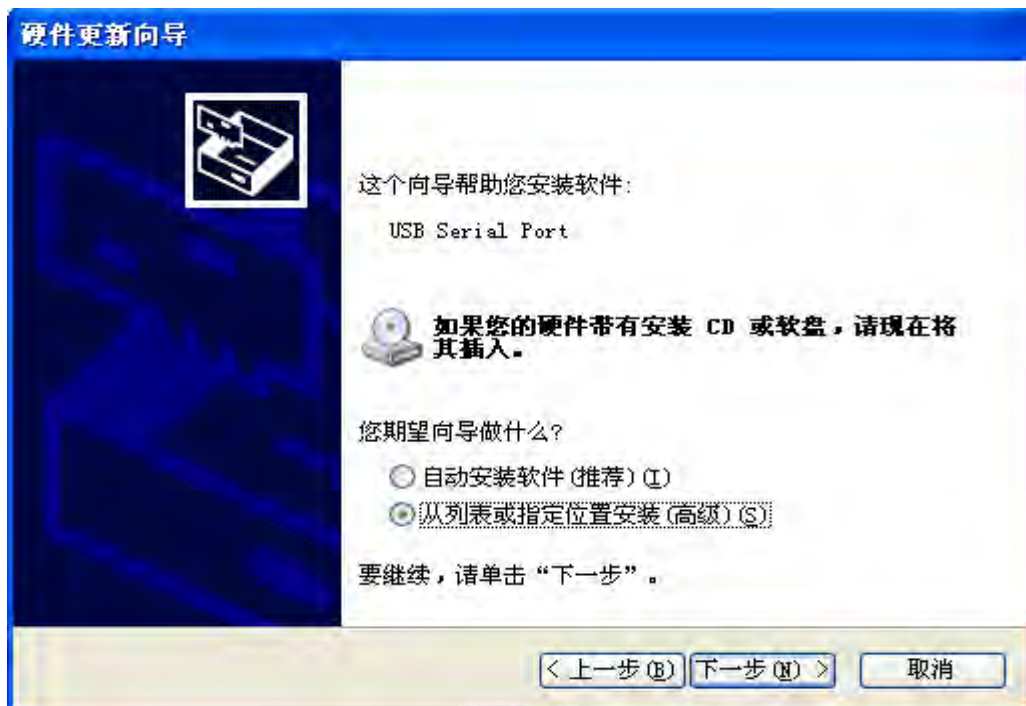 硬件更新向导
这个向导帮助您安装软件:
USB Serial Port
如果您的硬件带有安装 CD 或软盘，请现在将
其插入。
您期望向导做什么?
自动安装软件(推荐)(I)
从列表或指定位置安装(高级)(S)
要继续，请单击“下一步”。
< 上一步(B) 下一步(N) > 取消